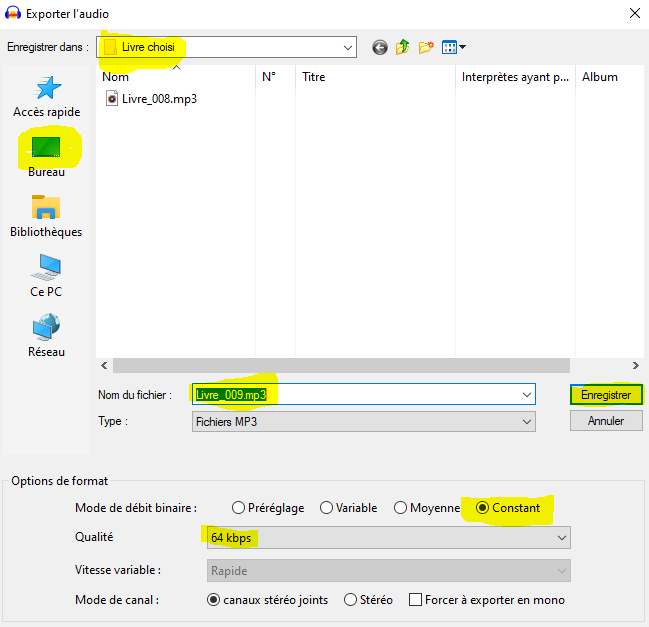 Exporter l'audio
Enregistrer dans : Livre choisi
Nom N° Titre Interprètes ayant p... Album
Livre_008.mp3
Accès rapide
Bureau
Bibliothèques
Ce PC
Réseau
Nom du fichier : Livre_009.mp3 Enregistrer
Type : Fichiers MP3 Annuler
Options de format
Mode de débit binaire : Préréglage Variable Moyenne Constant
Qualité 64 kbps
Vitesse variable : Rapide
Mode de canal : canaux stéréo joints Stéréo Forcer à exporter en mono